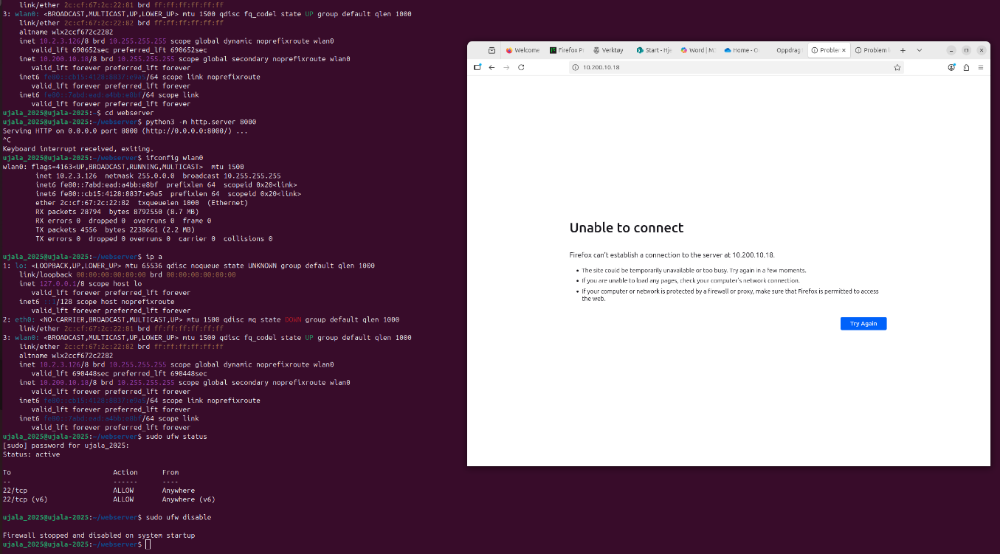 link/ether 2c:cf:67:2c:22:81 brd ff:ff:ff:ff:ff:ff
3: wlan0: <BROADCAST,MULTICAST,UP,LOWER_UP> mtu 1500 qdisc fq_codel state UP group default qlen 1000
link/ether 2c:cf:67:2c:22:82 brd ff:ff:ff:ff:ff:ff
altname wlx2ccf672c2282
inet 10.2.3.126/8 brd 10.255.255.255 scope global dynamic noprefixroute wlan0
valid_lft 690652sec preferred_lft 690652sec
inet 10.200.10.18/8 brd 10.255.255.255 scope global secondary noprefixroute wlan0
valid_lft forever preferred_lft forever
inet6 fe80::cb15:4128:8837:e9a5/64 scope link noprefixroute
valid_lft forever preferred_lft forever
inet6 fe80::7abd:ead:a4bb:e8bf/64 scope link
valid_lft forever preferred_lft forever
ujala_2025@ujala-2025:~$ cd webserver
ujala_2025@ujala-2025:~/webserver$ python3 -m http.server 8000
Serving HTTP on 0.0.0.0 port 8000 (http://0.0.0.0:8000/) ...
^C
Keyboard interrupt received, exiting.
ujala_2025@ujala-2025:~/webserver$ ifconfig wlan0
wlan0: flags=4163<UP,BROADCAST,RUNNING,MULTICAST>  mtu 1500
inet 10.2.3.126  netmask 255.0.0.0  broadcast 10.255.255.255
inet6 fe80::7abd:ead:a4bb:e8bf  prefixlen 64  scopeid 0x20<link>
inet6 fe80::cb15:4128:8837:e9a5  prefixlen 64  scopeid 0x20<link>
ether 2c:cf:67:2c:22:82  txqueuelen 1000  (Ethernet)
RX packets 28794  bytes 8792550 (8.7 MB)
RX errors 0  dropped 0  overruns 0  frame 0
TX packets 4556  bytes 2238661 (2.2 MB)
TX errors 0  dropped 0 overruns 0  carrier 0  collisions 0
ujala_2025@ujala-2025:~/webserver$ ip a
1: lo: <LOOPBACK,UP,LOWER_UP> mtu 65536 qdisc noqueue state UNKNOWN group default qlen 1000
link/loopback 00:00:00:00:00:00 brd 00:00:00:00:00:00
inet 127.0.0.1/8 scope host lo
valid_lft forever preferred_lft forever
inet6 ::1/128 scope host noprefixroute
valid_lft forever preferred_lft forever
2: eth0: <NO-CARRIER,BROADCAST,MULTICAST,UP> mtu 1500 qdisc mq state DOWN group default qlen 1000
link/ether 2c:cf:67:2c:22:81 brd ff:ff:ff:ff:ff:ff
3: wlan0: <BROADCAST,MULTICAST,UP,LOWER_UP> mtu 1500 qdisc fq_codel state UP group default qlen 1000
link/ether 2c:cf:67:2c:22:82 brd ff:ff:ff:ff:ff:ff
altname wlx2ccf672c2282
inet 10.2.3.126/8 brd 10.255.255.255 scope global dynamic noprefixroute wlan0
valid_lft 690448sec preferred_lft 690448sec
inet 10.200.10.18/8 brd 10.255.255.255 scope global secondary noprefixroute wlan0
valid_lft forever preferred_lft forever
inet6 fe80::cb15:4128:8837:e9a5/64 scope link noprefixroute
valid_lft forever preferred_lft forever
inet6 fe80::7abd:ead:a4bb:e8bf/64 scope link
valid_lft forever preferred_lft forever
ujala_2025@ujala-2025:~/webserver$ sudo ufw status
[sudo] password for ujala_2025:
Status: active
To Action From
-- ------ ----
22/tcp ALLOW Anywhere
22/tcp (v6) ALLOW Anywhere (v6)
ujala_2025@ujala-2025:~/webserver$ sudo ufw disable
Firewall stopped and disabled on system startup
ujala_2025@ujala-2025:~/webserver$
Welcome Firefox Pr Verktøy Start - Hje Word | M3 Home - O Oppdrag Problem Problem l
10.200.10.18
Unable to connect
Firefox can't establish a connection to the server at 10.200.10.18.
• The site could be temporarily unavailable or too busy. Try again in a few moments.
• If you are unable to load any pages, check your computer's network connection.
• If your computer or network is protected by a firewall or proxy, make sure that Firefox is permitted to access
the web.
Try Again